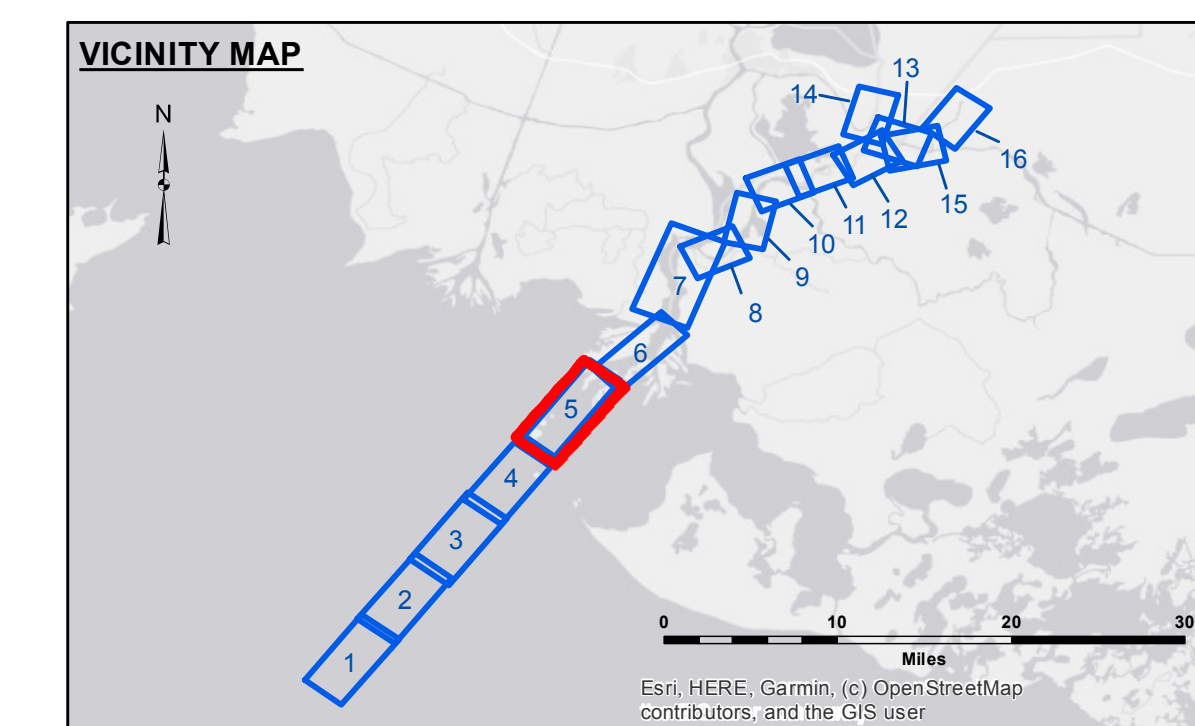 VICINITY MAP
N
13
14
16
15
12
11
10
9
7
8
6
5
4
3
2
1
0 10 20 30
Miles
Esri, HERE, Garmin, (c) OpenStreetMap
contributors, and the GIS user